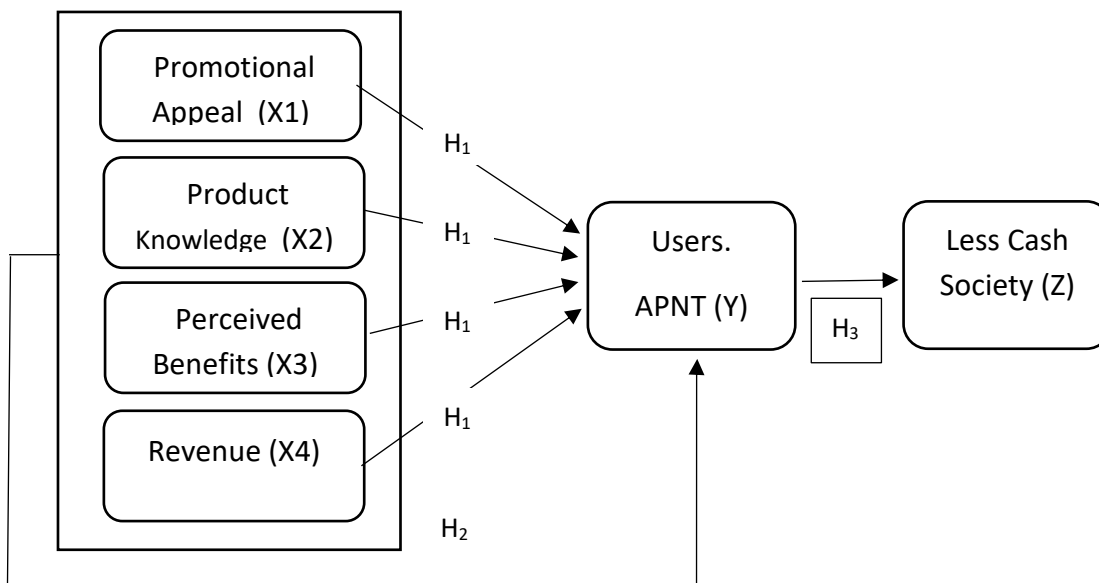 Promotional
Appeal (X1)
H₁
Product
Knowledge (X2)
H₁
Perceived
Benefits (X3)
H₁
Revenue (X4)
H₁
H₂
Users.
APNT (Y)
H₃
Less Cash
Society (Z)